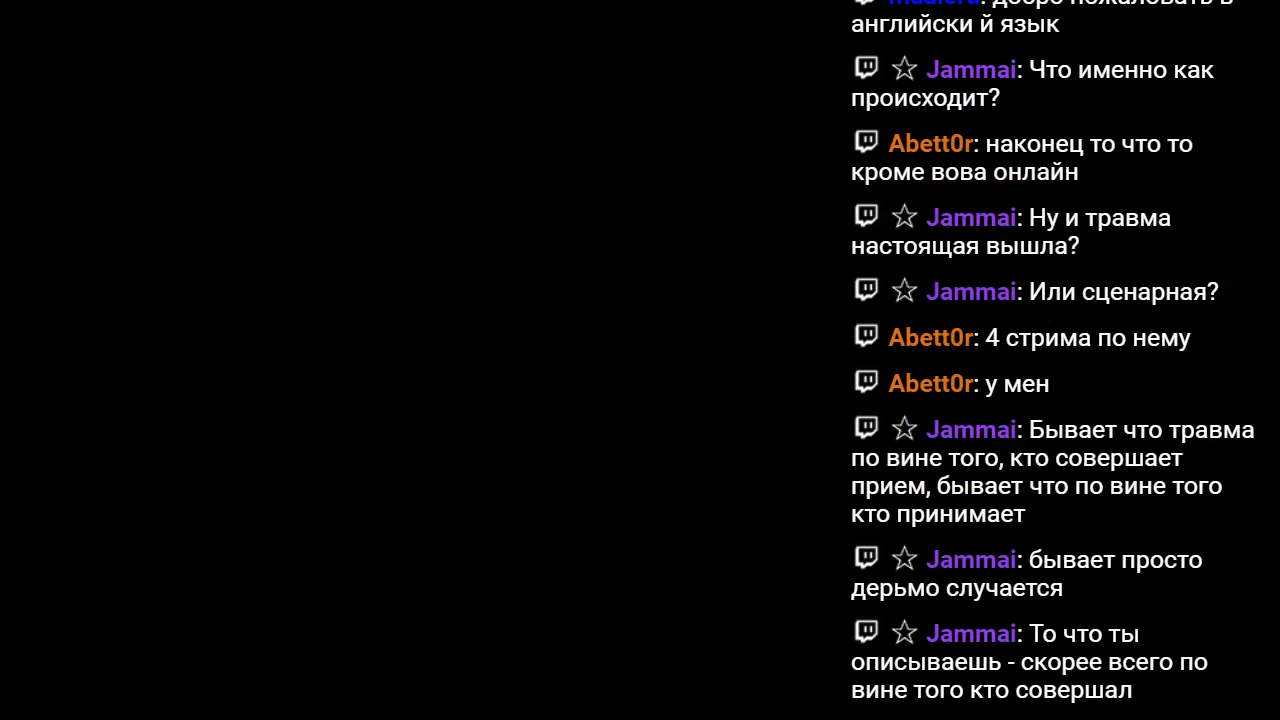 : добро пожаловать в
английски й язык
Jammai: Что именно как
происходит?
Abett0r: наконец то что то
кроме вова онлайн
Jammai: Ну и травма
настоящая вышла?
Jammai: Или сценарная?
Abett0r: 4 стрима по нему
Abett0r: у мен
Jammai: Бывает что травма
по вине того, кто совершает
прием, бывает что по вине того
кто принимает
Jammai: бывает просто
дерьмо случается
Jammai: То что ты
описываешь - скорее всего по
вине того кто совершал